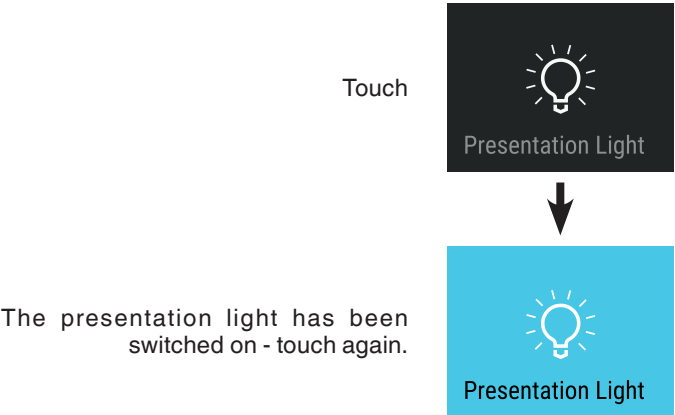 Touch
Presentation Light
The presentation light has been
switched on - touch again.
Presentation Light